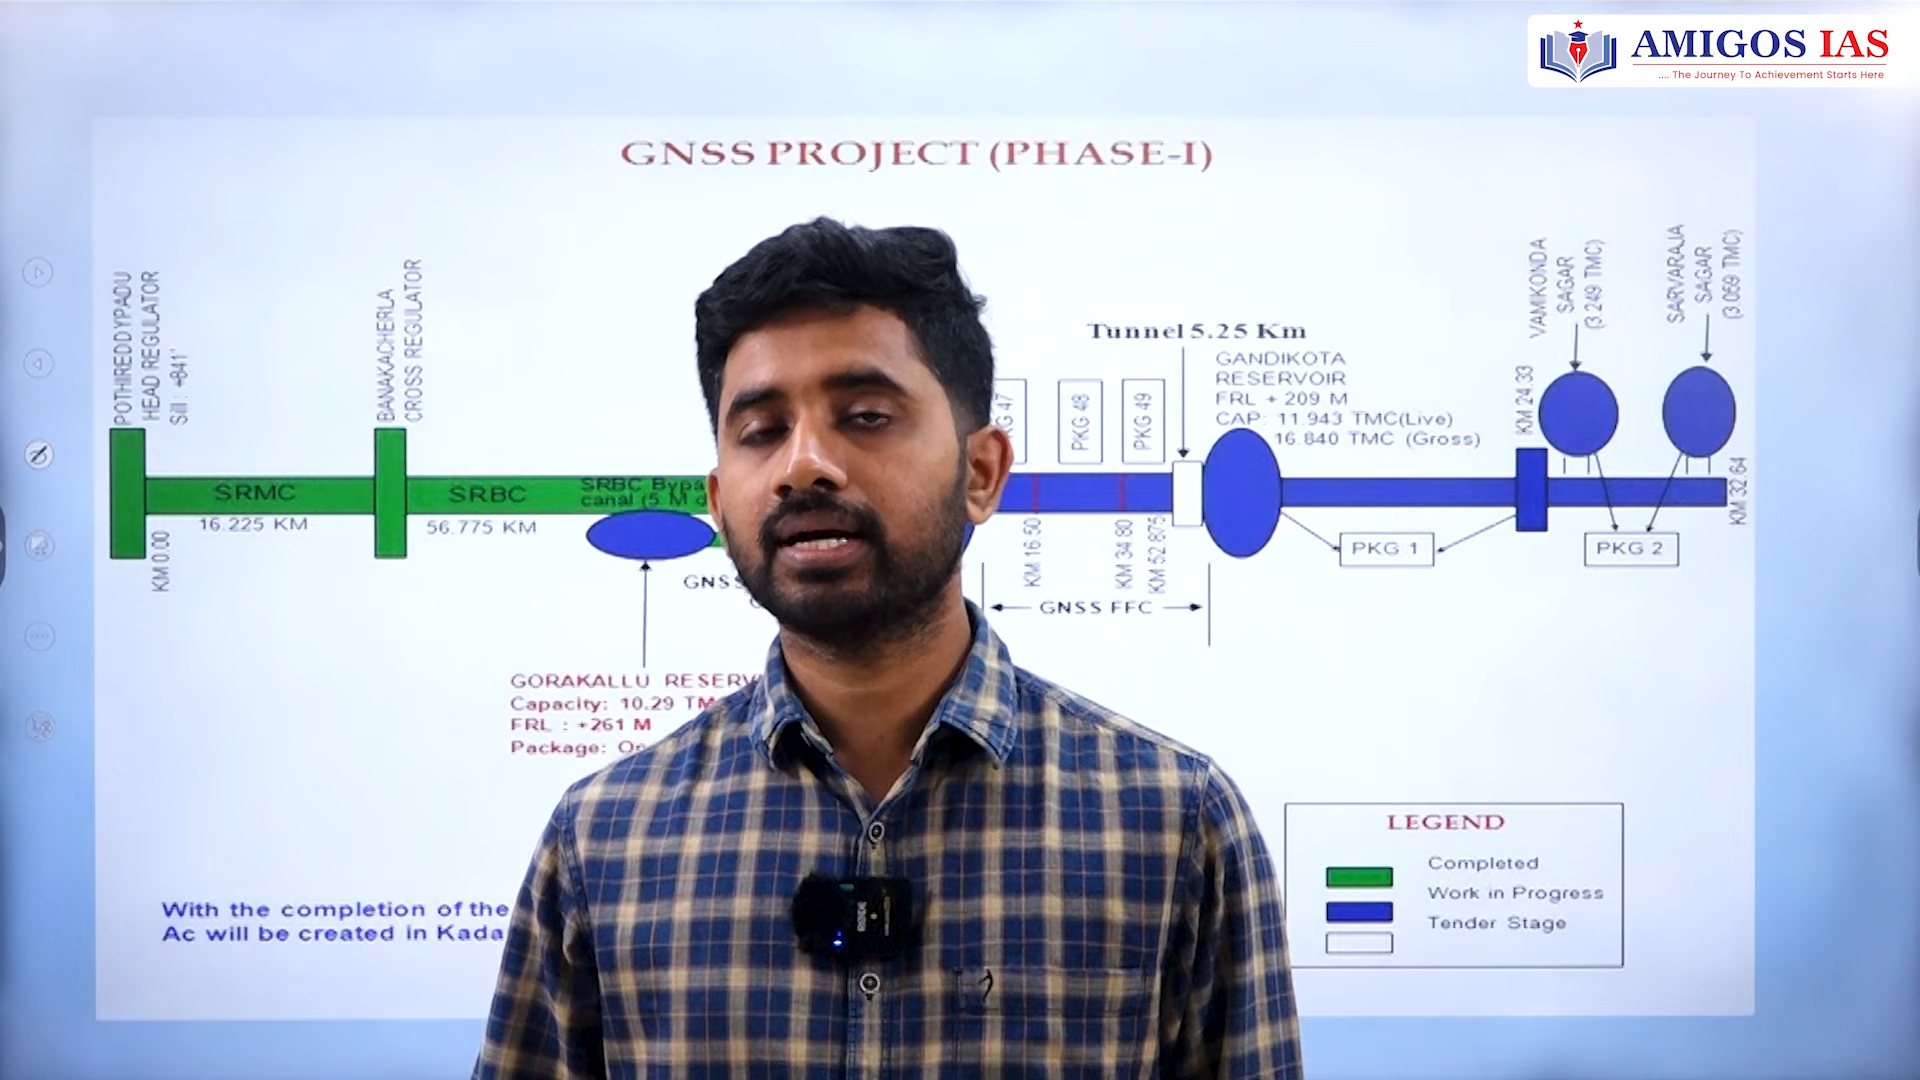 AMIGOS IAS
.... The Journey To Achievement Starts Here
GNSS PROJECT (PHASE-I)
POTHIREDDYPADU
HEAD REGULATOR
Sill : +841'
BANAKACHERLA
CROSS REGULATOR
Tunnel 5.25 Km
GANDIKOTA
RESERVOIR
FRL + 209 M
CAP: 11.943 TMC(Live)
16.840 TMC (Gross)
VAMIKONDA
SAGAR
(3.249 TMC)
SARVARAJA
SAGAR
(3.059 TMC)
KM 24.33
47
PKG 48
PKG 49
SRMC
16.225 KM
SRBC
56.775 KM
SRBC
canal (5
KM 0.00
KM 16.50
KM 34.80
KM 52.875
KM 32.64
PKG 1
PKG 2
GNSS
GNSS FFC
GORAKALLU
Capacity: 10.29
FRL : +261 M
Package:
LEGEND
Completed
Work in Progress
Tender Stage
With the completion of the
Ac will be created in